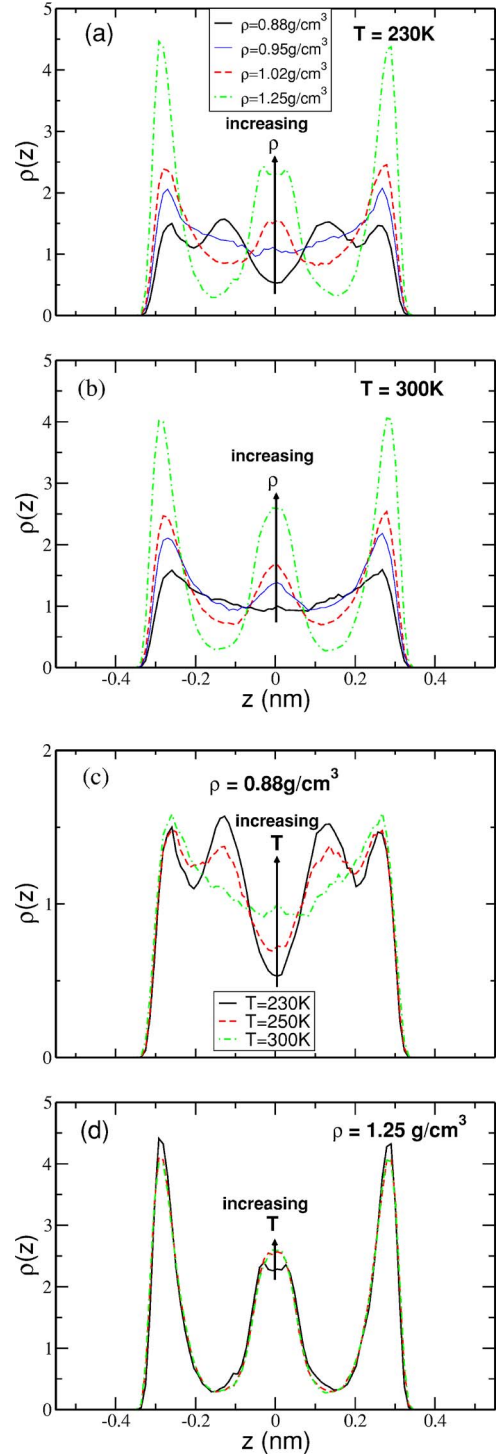 (a)
ρ=0.88g/cm³
ρ=0.95g/cm³
ρ=1.02g/cm³
ρ=1.25g/cm³
T = 230K
increasing
ρ
ρ(z)
5
4
3
2
1
0
(b)
T = 300K
increasing
ρ
ρ(z)
5
4
3
2
1
0
-0.4 -0.2 0 0.2 0.4
z (nm)
(c)
ρ = 0.88g/cm³
increasing
T
ρ(z)
2
1
0
T=230K
T=250K
T=300K
(d)
ρ = 1.25 g/cm³
increasing
T
ρ(z)
5
4
3
2
1
0
-0.4 -0.2 0 0.2 0.4
z (nm)